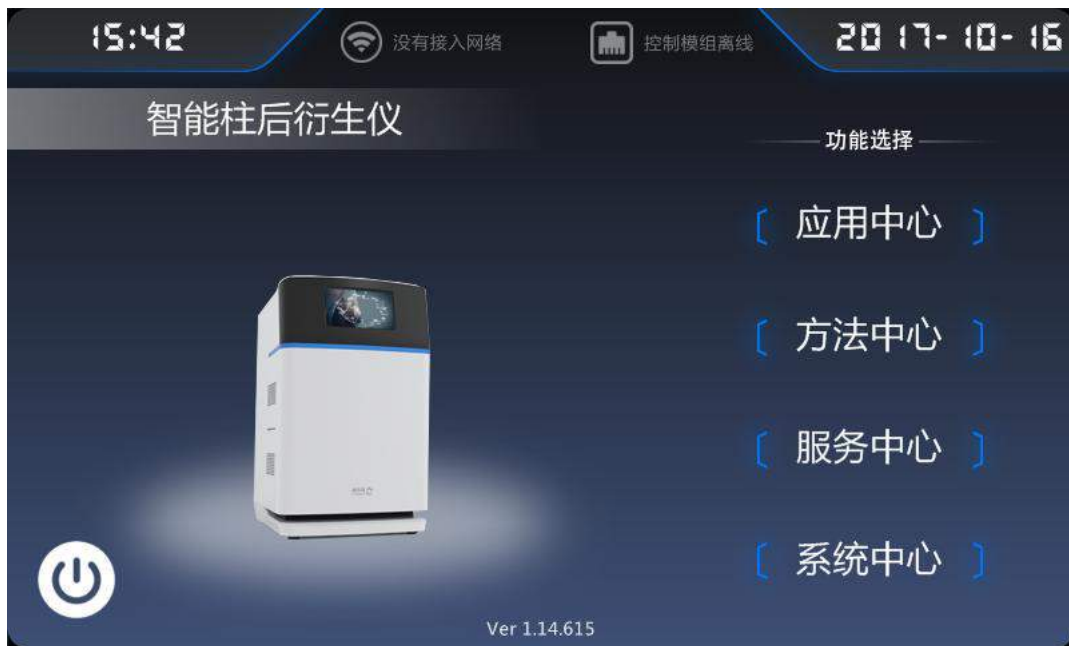 15:42
没有接入网络
控制模组离线
2017-10-16
智能柱后衍生仪
功能选择
应用中心
方法中心
服务中心
系统中心
Ver 1.14.615